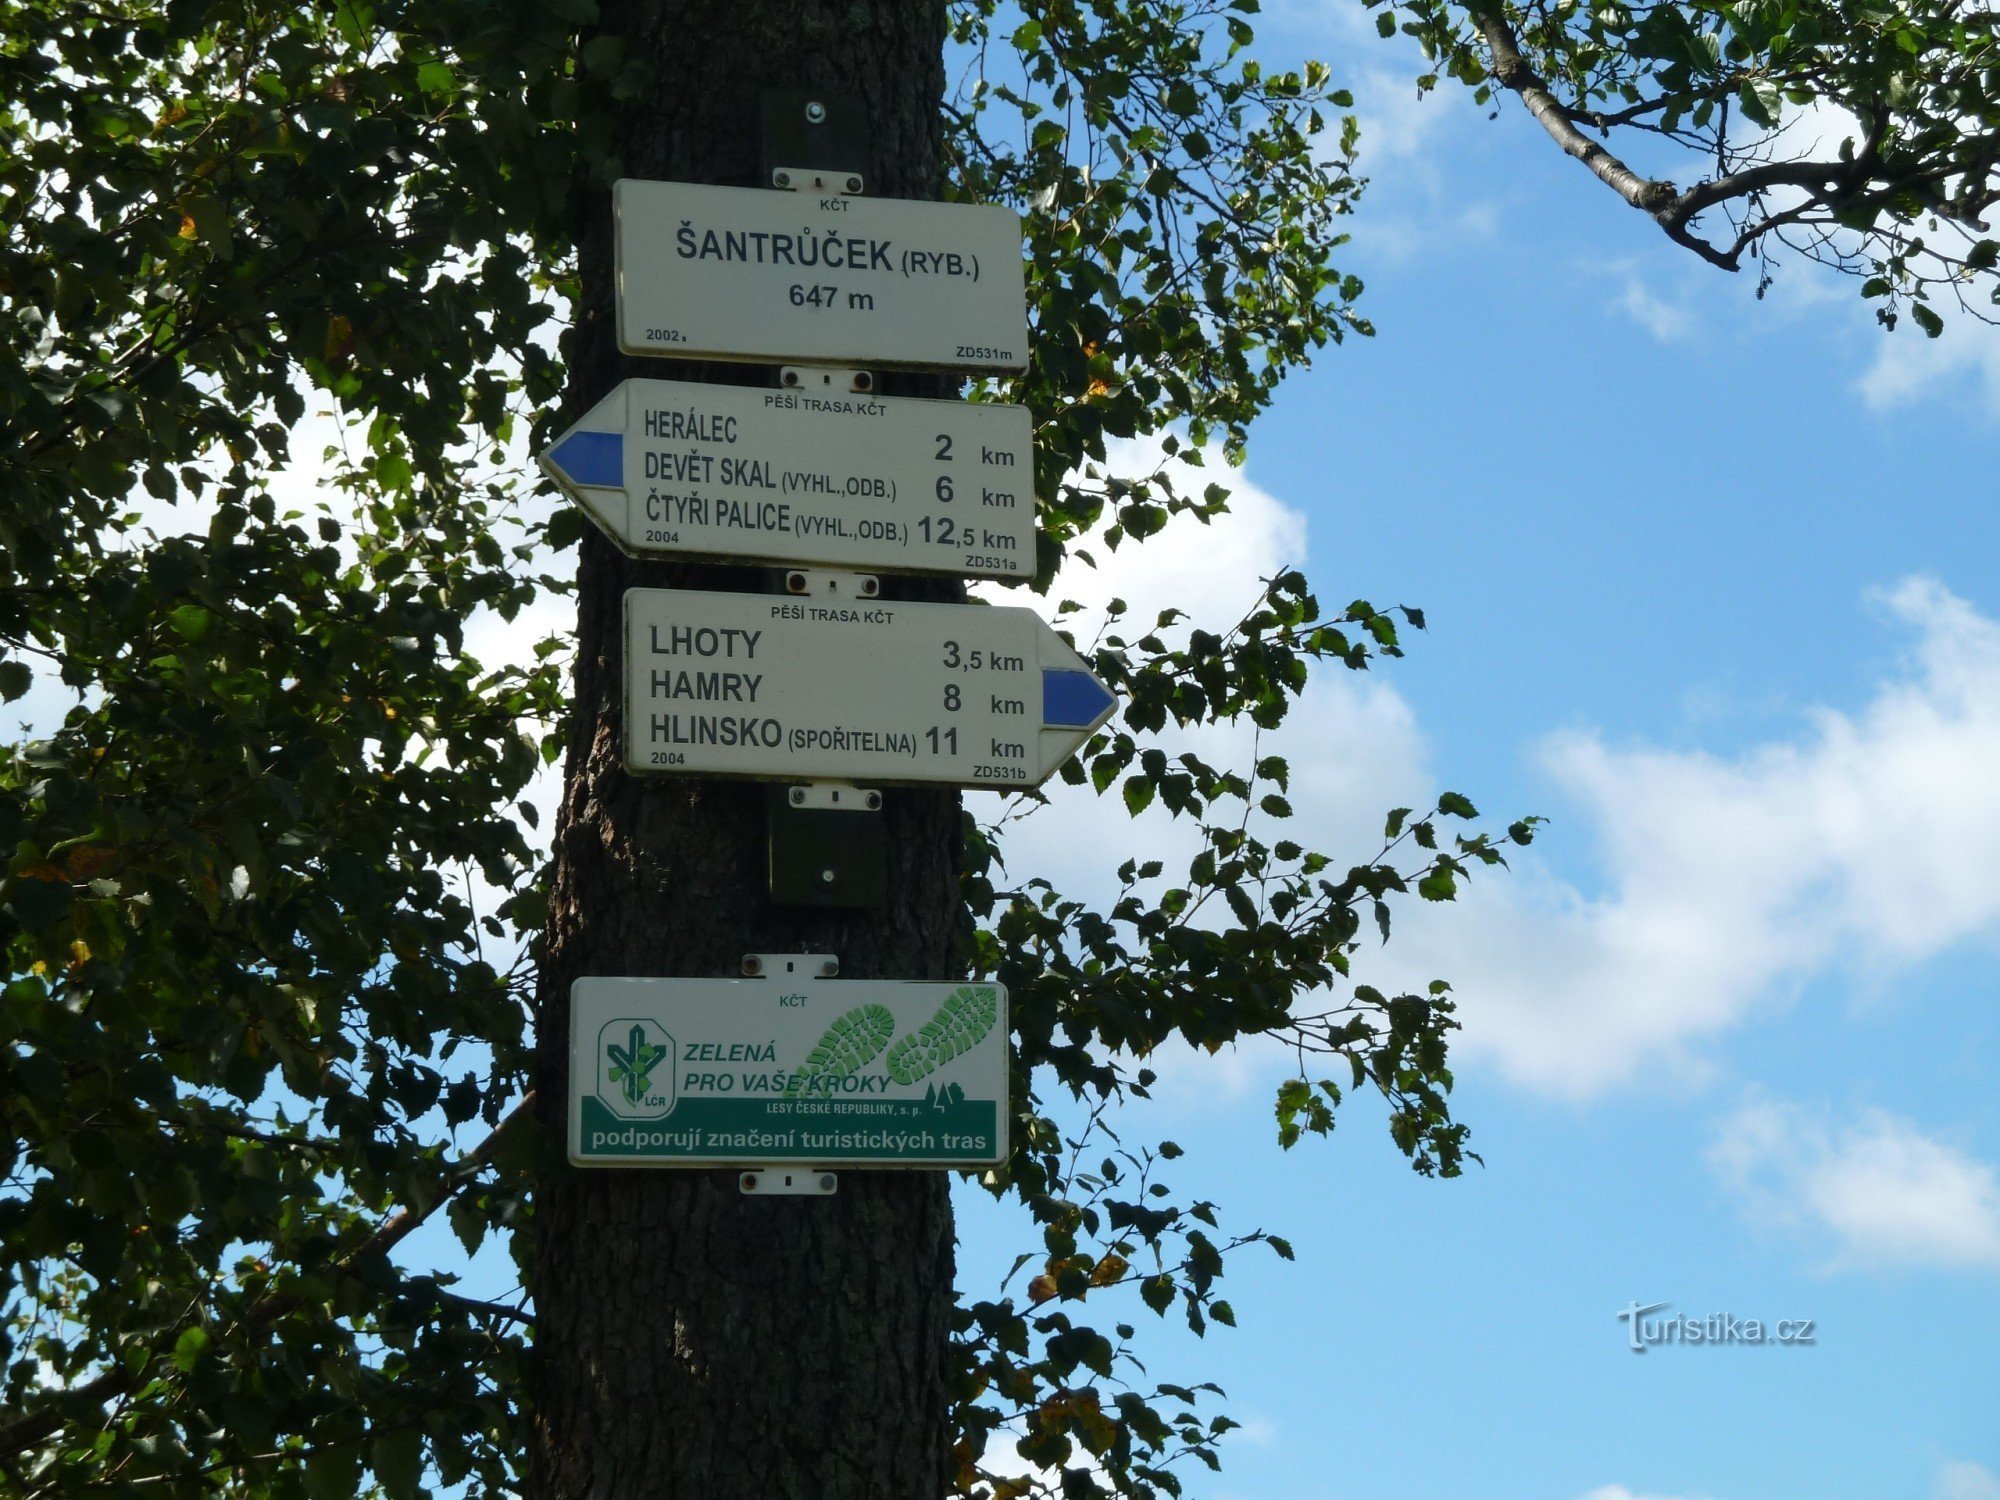 KČT
ŠANTRŮČEK (RYB.)
647 m
2002. ZD531m
PĚŠÍ TRASA KČT
HERÁLEC 2 km
DEVĚT SKAL (VYHL.,ODB.) 6 km
ČTYŘI PALICE (VYHL.,ODB.) 12,5 km
2004 ZD531a
PĚŠÍ TRASA KČT
LHOTY 3,5 km
HAMRY 8 km
HLINSKO (SPOŘITELNA) 11 km
2004 ZD531b
KČT
ZELENÁ
PRO VAŠE KROKY
LČR
LESY ČESKÉ REPUBLIKY, s. p.
podporují značení turistických tras
Turistika.cz